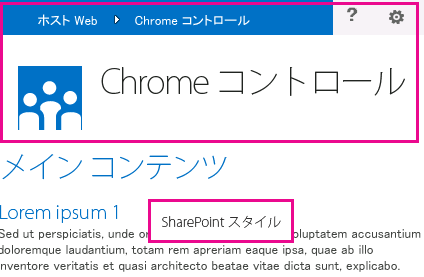 ホスト Web Chrome コントロール ?
Chrome コントロール
メイン コンテンツ
Lorem ipsum 1
SharePoint スタイル
Sed ut perspiciatis, unde voluptatem accusantium
doloremque laudantium, totam rem aperiam eaque ipsa, quae ab illo
inventore veritatis et quasi architecto beatae vitae dicta sunt, explicabo.